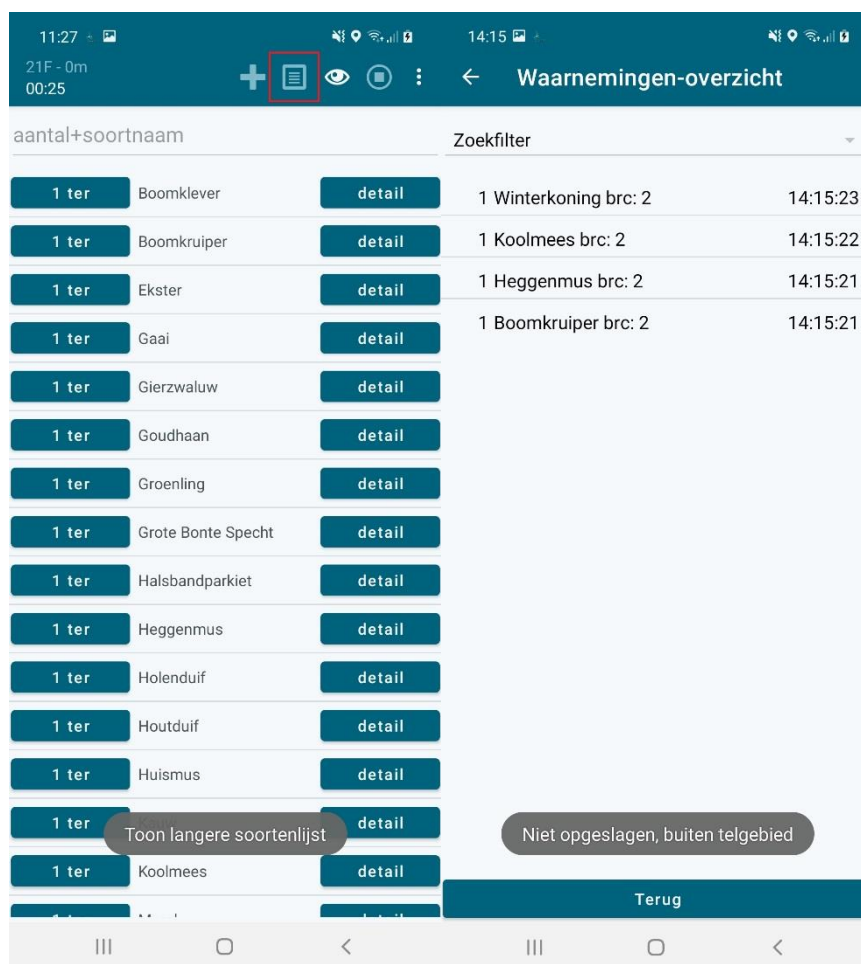 11:27
21F - 0m
00:25
aantal+soortnaam
1 ter Boomklever detail
1 ter Boomkruiper detail
1 ter Ekster detail
1 ter Gaai detail
1 ter Gierzwaluw detail
1 ter Goudhaan detail
1 ter Groenling detail
1 ter Grote Bonte Specht detail
1 ter Halsbandparkiet detail
1 ter Heggenmus detail
1 ter Holenduif detail
1 ter Houtduif detail
1 ter Huismus detail
1 ter detail
Toon langere soortenlijst
1 ter Koolmees detail
14:15
Waarnemingen-overzicht
Zoekfilter
1 Winterkoning brc: 2 14:15:23
1 Koolmees brc: 2 14:15:22
1 Heggenmus brc: 2 14:15:21
1 Boomkruiper brc: 2 14:15:21
Niet opgeslagen, buiten telgebied
Terug